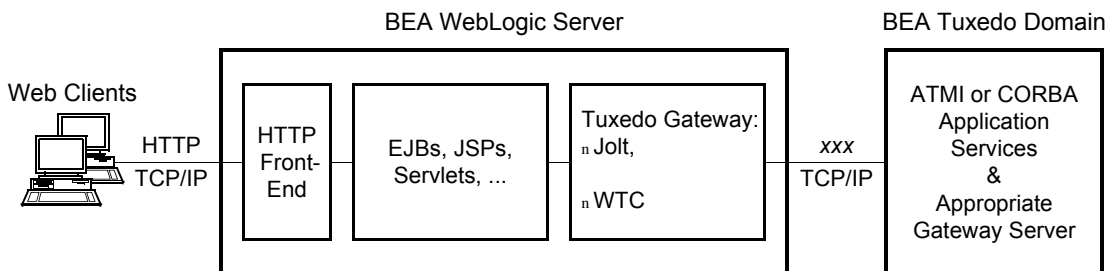 BEA WebLogic Server
BEA Tuxedo Domain
Web Clients
HTTP
TCP/IP
HTTP
Front-
End
EJBs, JSPs,
Servlets, ...
Tuxedo Gateway:
n Jolt,
n WTC
xxx
TCP/IP
ATMI or CORBA
Application
Services
&
Appropriate
Gateway Server